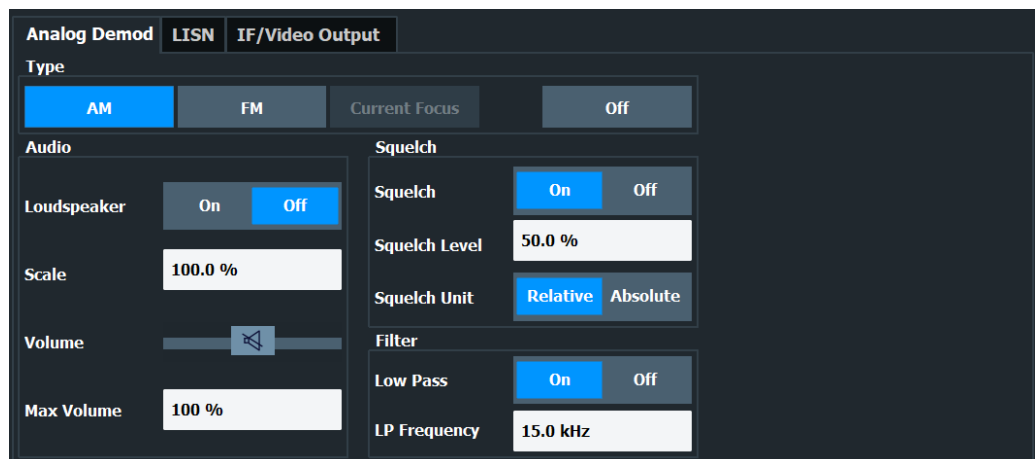 Analog Demod LISN IF/Video Output
Type
AM FM Current Focus Off
Audio
Loudspeaker On Off
Scale 100.0 %
Volume
Max Volume 100 %
Squelch
Squelch On Off
Squelch Level 50.0 %
Squelch Unit Relative Absolute
Filter
Low Pass On Off
LP Frequency 15.0 kHz